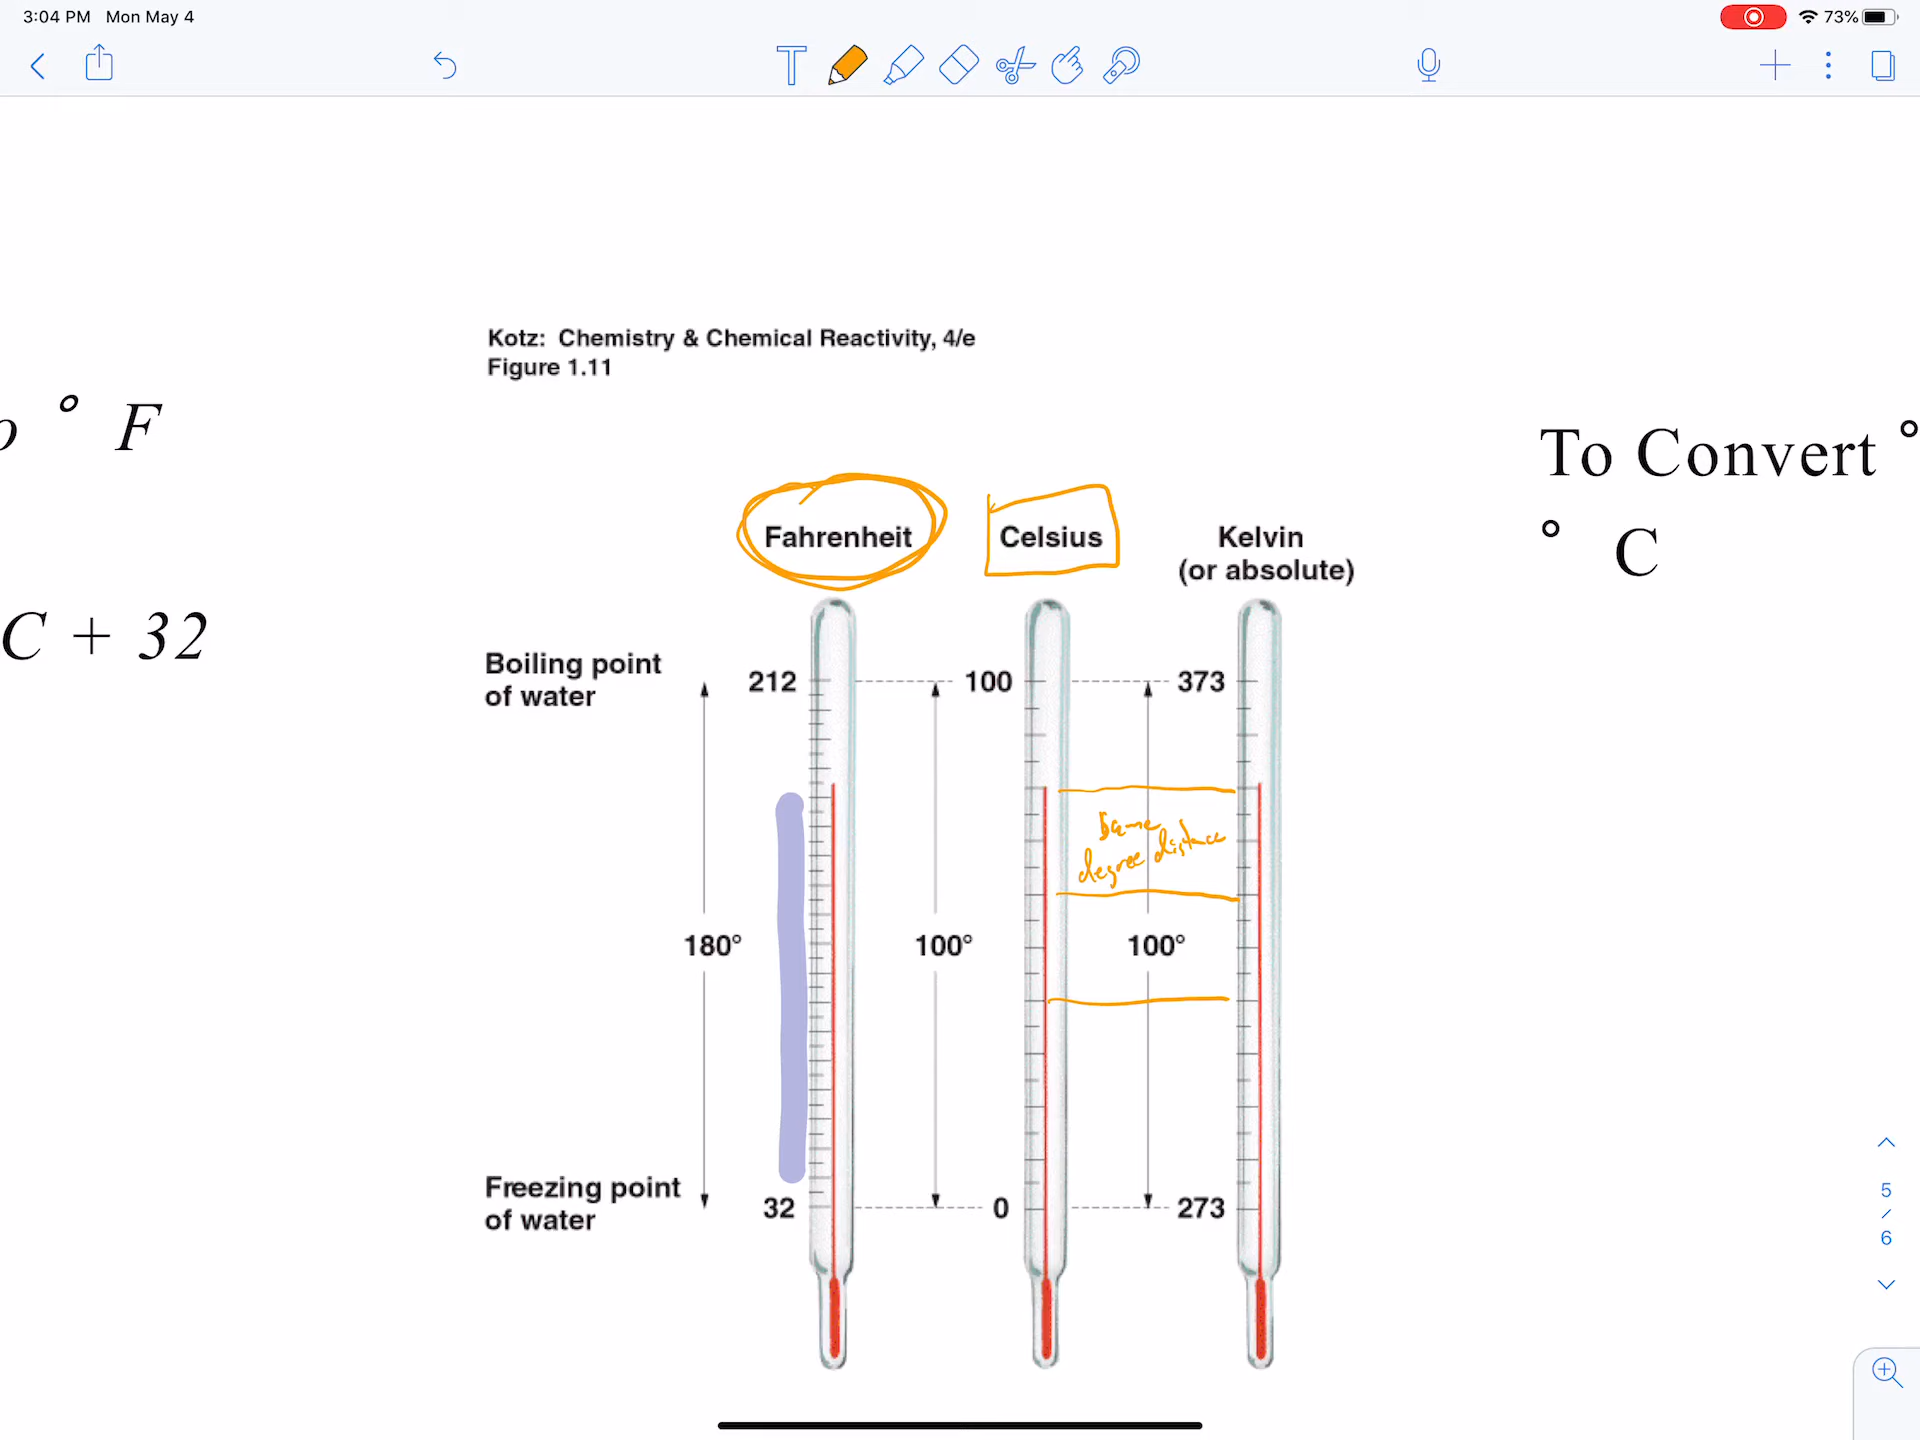 3:04 PM Mon May 4
73%
Kotz: Chemistry & Chemical Reactivity, 4/e
Figure 1.11
o ° F
C + 32
To Convert °
° C
Fahrenheit
Celsius
Kelvin
(or absolute)
Boiling point
of water
212
100
373
Same
degree distance
180°
100°
100°
Freezing point
of water
32
0
273
5
/
6